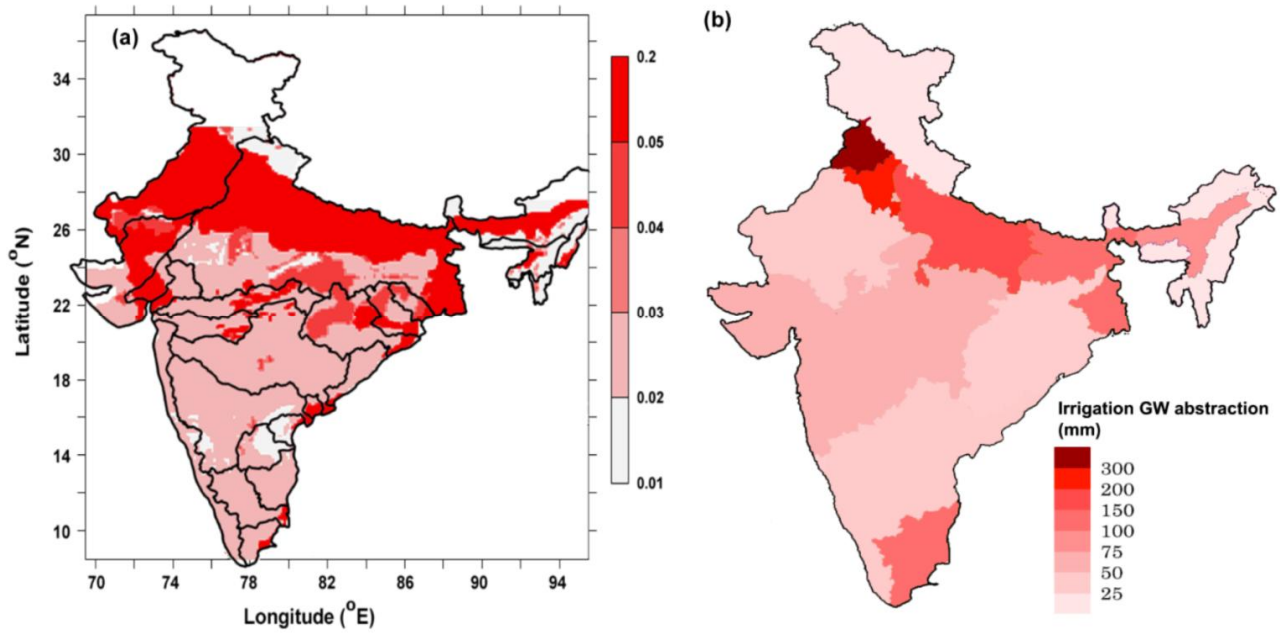 (a)
(b)
34
30
26
22
18
14
10
Latitude (°N)
70 74 78 82 86 90 94
Longitude (°E)
0.2
0.05
0.04
0.03
0.02
0.01
Irrigation GW abstraction
(mm)
300
200
150
100
75
50
25